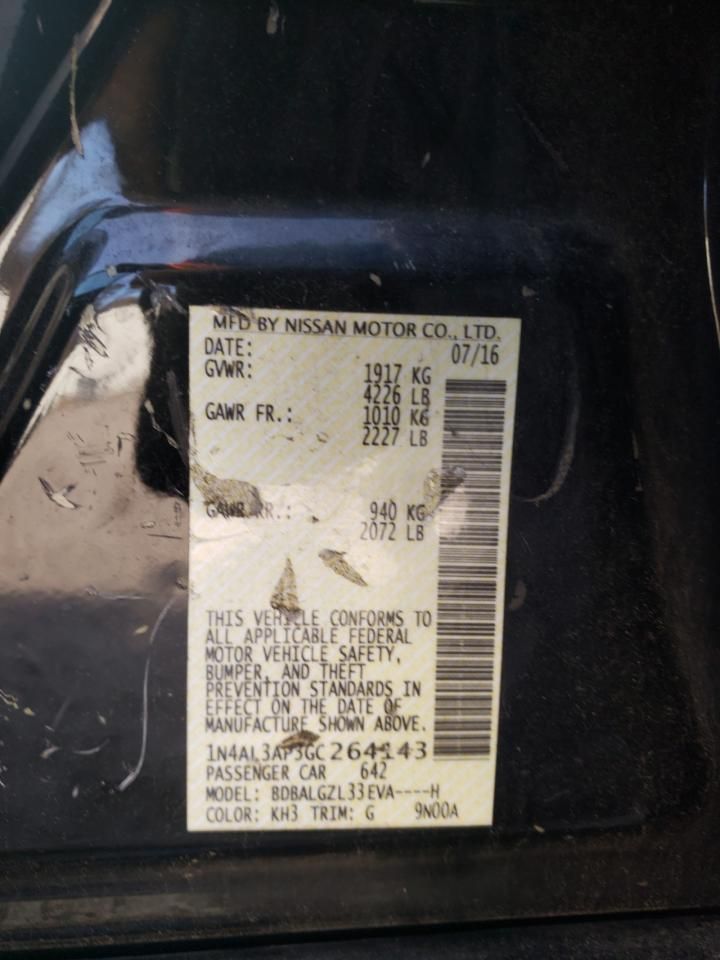 MFD BY NISSAN MOTOR CO., LTD.
DATE: 07/16
GVWR: 1917 KG
4226 LB
GAWR FR.: 1010 KG
2227 LB
GAWR RR.: 940 KG
2072 LB
THIS VEHICLE CONFORMS TO
ALL APPLICABLE FEDERAL
MOTOR VEHICLE SAFETY,
BUMPER, AND THEFT
PREVENTION STANDARDS IN
EFFECT ON THE DATE OF
MANUFACTURE SHOWN ABOVE.
1N4AL3AP3GC264143
PASSENGER CAR 642
MODEL: BDBALGZL33EVA----H
COLOR: KH3 TRIM: G 9N00A